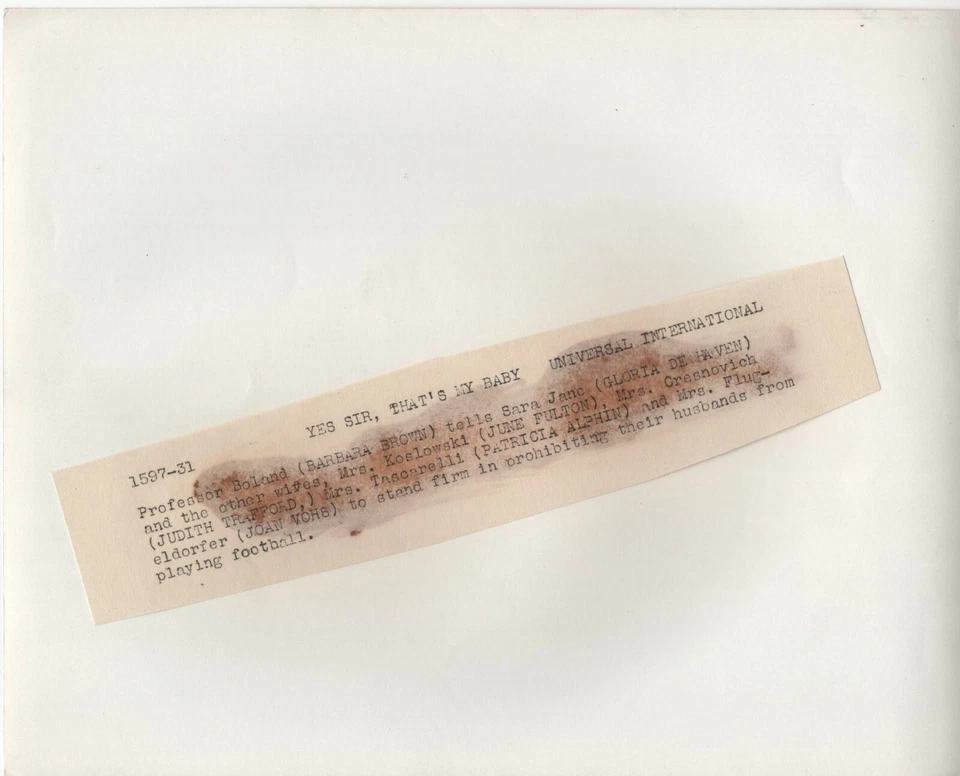 YES SIR, THAT'S MY BABY UNIVERSAL INTERNATIONAL
1597-31
Professor Boland (BARBARA BROWN) tells Sara Jane (GLORIA DE HAVEN)
and the other wives, Mrs. Koslowski (JUNE FULTON), Mrs. Cresnovich
(JUDITH TRAFFORD,) Mrs. Tascarelli (PATRICIA ALPHIN) and Mrs. Flug-
eldorfer (JOAN VOHS) to stand firm in prohibiting their husbands from
playing football.